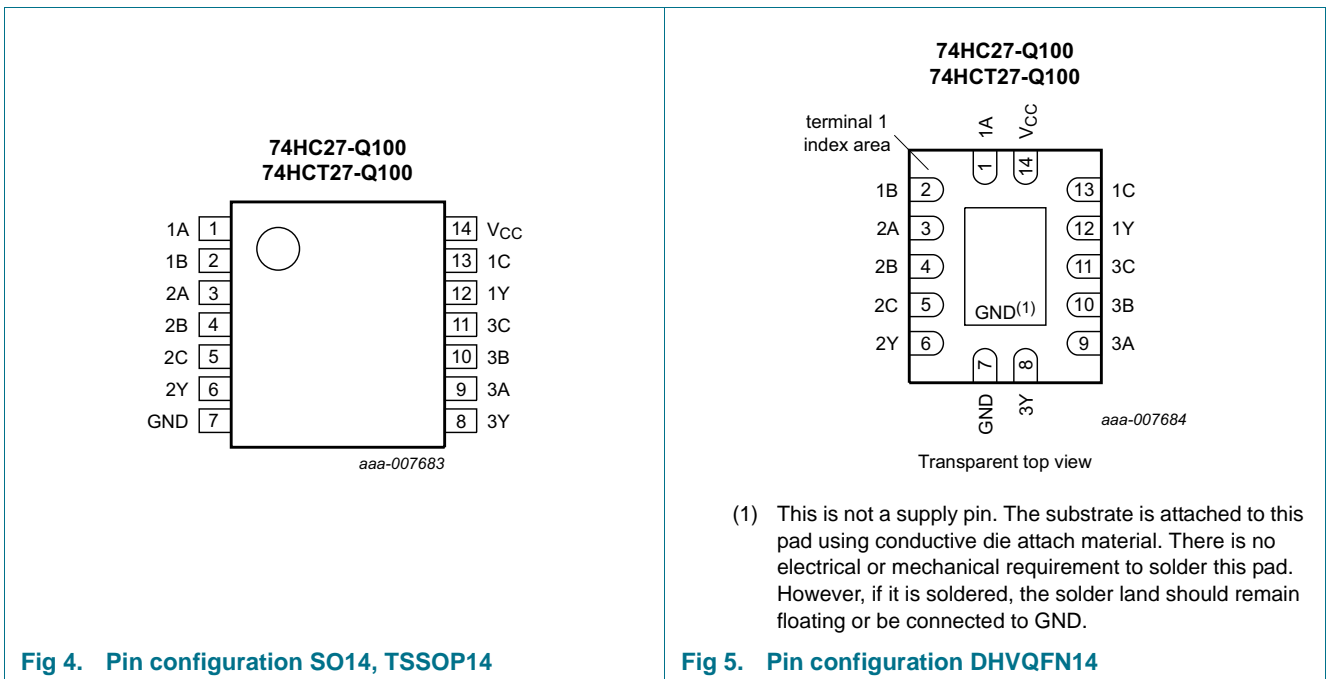 74HC27-Q100
74HCT27-Q100
1A 1
1B 2
2A 3
2B 4
2C 5
2Y 6
GND 7
14 VCC
13 1C
12 1Y
11 3C
10 3B
9 3A
8 3Y
aaa-007683
Fig 4. Pin configuration SO14, TSSOP14
74HC27-Q100
74HCT27-Q100
terminal 1
index area
1A
VCC
1
14
1B 2
2A 3
2B 4
2C 5
2Y 6
13 1C
12 1Y
11 3C
10 3B
9 3A
GND(1)
7
8
GND
3Y
aaa-007684
Transparent top view
(1) This is not a supply pin. The substrate is attached to this
pad using conductive die attach material. There is no
electrical or mechanical requirement to solder this pad.
However, if it is soldered, the solder land should remain
floating or be connected to GND.
Fig 5. Pin configuration DHVQFN14